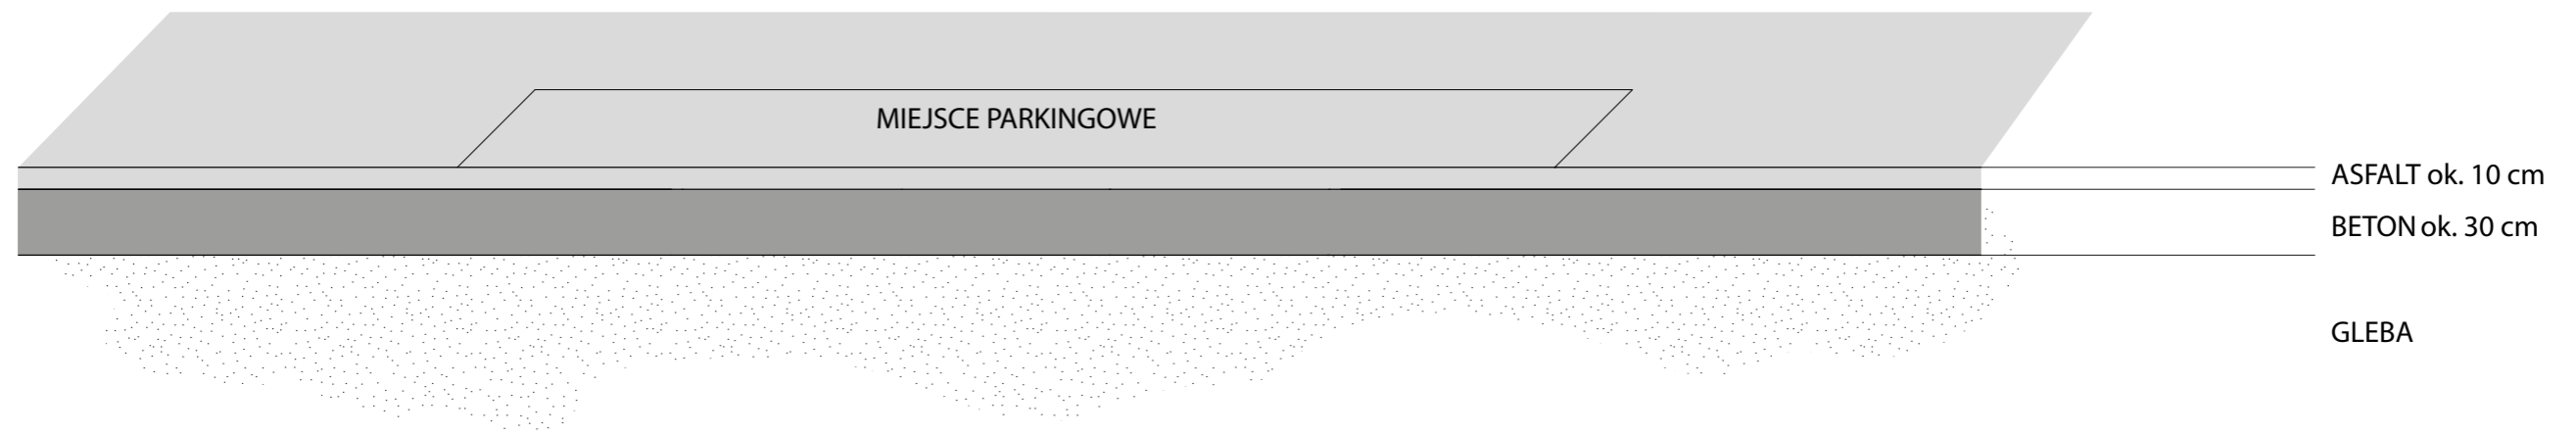 MIEJSCE PARKINGOWE
ASFALT ok. 10 cm
BETON ok. 30 cm
GLEBA